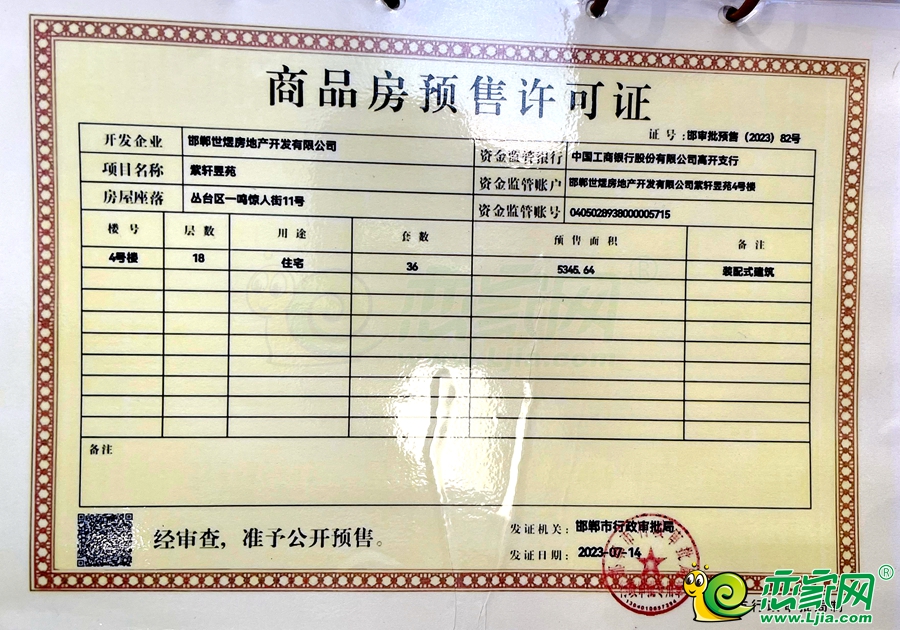 商品房预售许可证
证号:邯审批预售(2023)82号
开发企业 邯郸世煜房地产开发有限公司 资金监管银行 中国工商银行股份有限公司高开支行
项目名称 紫轩昱苑 资金监管账户 邯郸世煜房地产开发有限公司紫轩昱苑4号楼
房屋座落 丛台区一鸣惊人街11号 资金监管账号 0405028938000005715
楼号 层数 用途 套数 预售面积 备注
4号楼 18 住宅 36 5345.64 装配式建筑
备注
经审查,准予公开预售。
发证机关:邯郸市行政审批局
发证日期:2023-07-14
恋家网®
www.Ljia.com